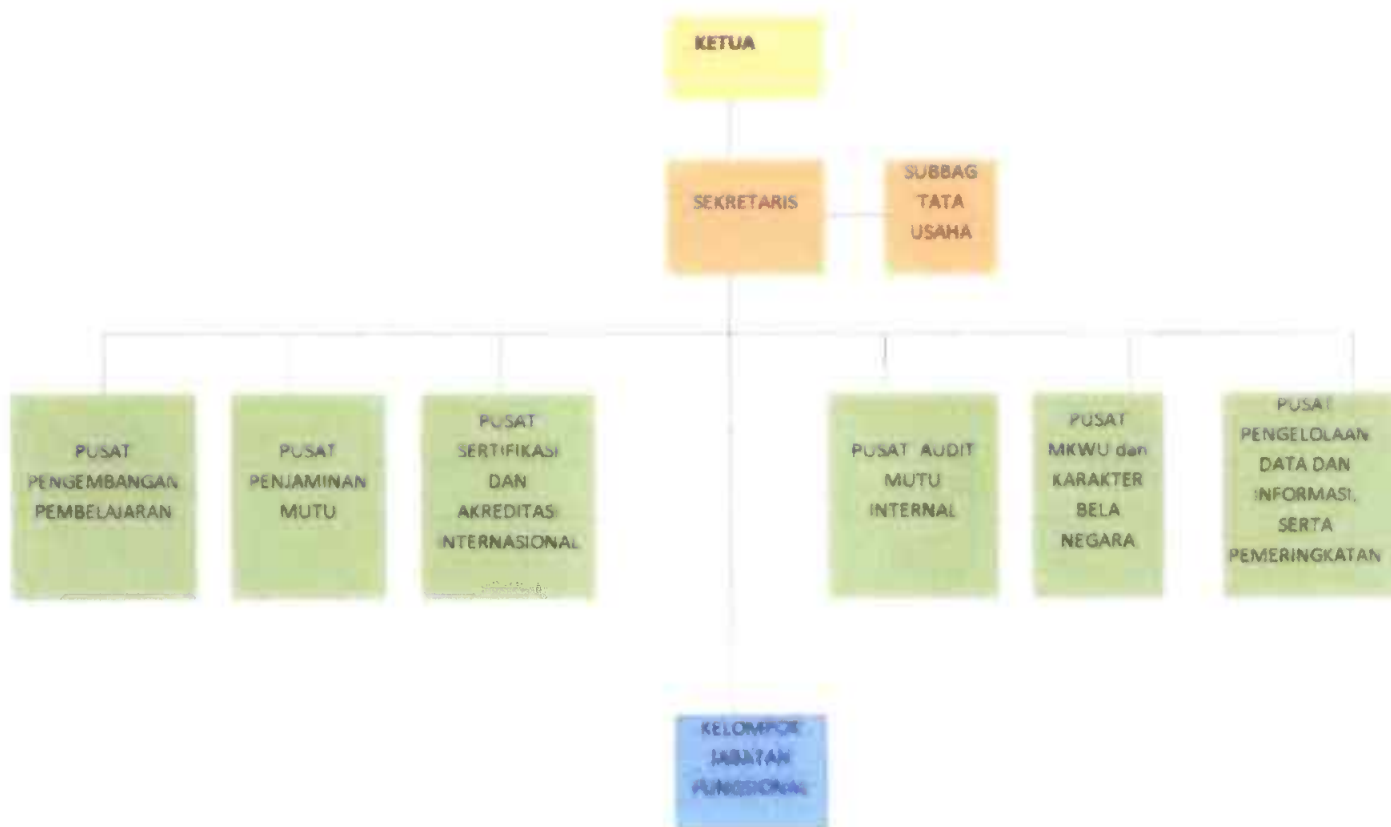 KETUA
SEKRETARIS
SUBBAG
TATA
USAHA
PUSAT
PENGEMBANGAN
PEMBELAJARAN
PUSAT
PENJAMINAN
MUTU
PUSAT
SERTIFIKASI
DAN
AKREDITASI
INTERNASIONAL
PUSAT AUDIT
MUTU
INTERNAL
PUSAT
MKWU dan
KARAKTER
BELA
NEGARA
PUSAT
PENGELOLAAN
DATA DAN
INFORMASI,
SERTA
PEMERINGKATAN
KELOMPOK
JABATAN
FUNGSIONAL